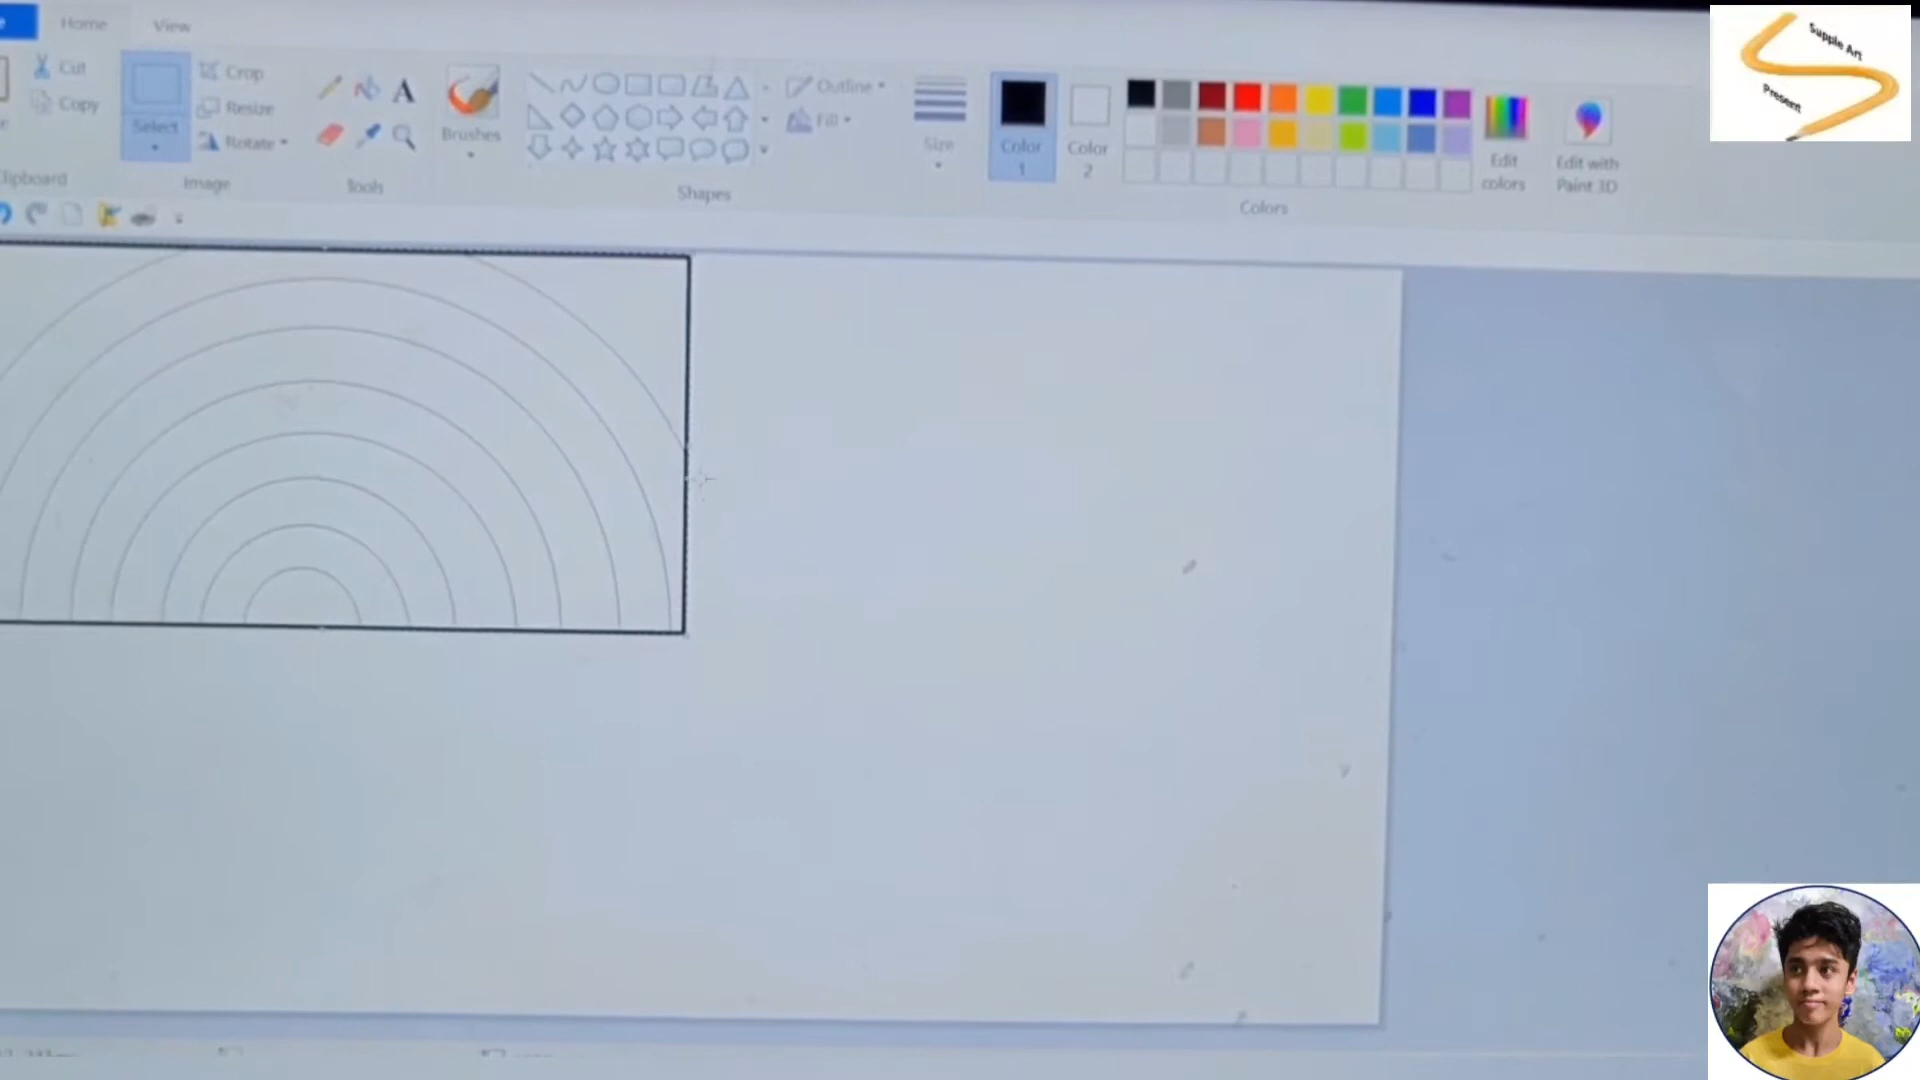 Home
View
Cut
Copy
Select
Crop
Resize
Rotate
Image
Tools
A
Brushes
Shapes
Outline
Fill
Size
Color
1
Color
2
Colors
Edit
colors
Edit with
Paint 3D
Supple Art
Present